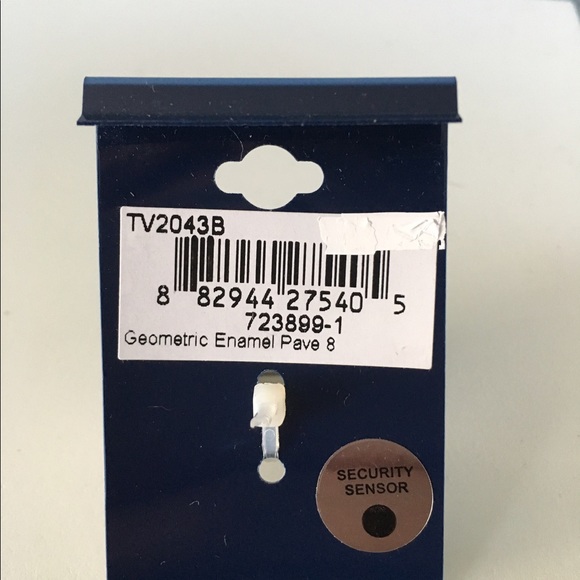 TV2043B
8 82944 27540 5
723899-1
Geometric Enamel Pave 8
SECURITY
SENSOR